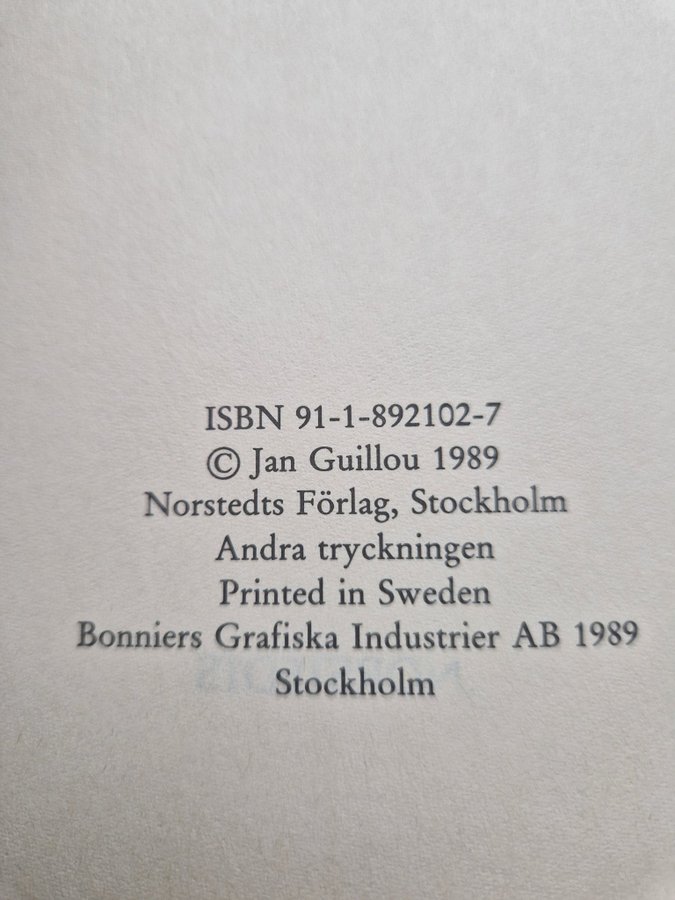 ISBN 91-1-892102-7
© Jan Guillou 1989
Norstedts Förlag, Stockholm
Andra tryckningen
Printed in Sweden
Bonniers Grafiska Industrier AB 1989
Stockholm